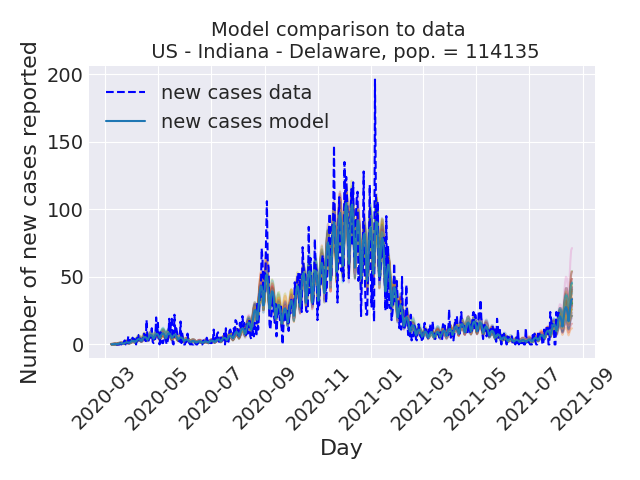 Model comparison to data
US - Indiana - Delaware, pop. = 114135
Number of new cases reported
200
150
100
50
0
new cases data
new cases model
2020-03
2020-05
2020-07
2020-09
2020-11
2021-01
2021-03
2021-05
2021-07
2021-09
Day